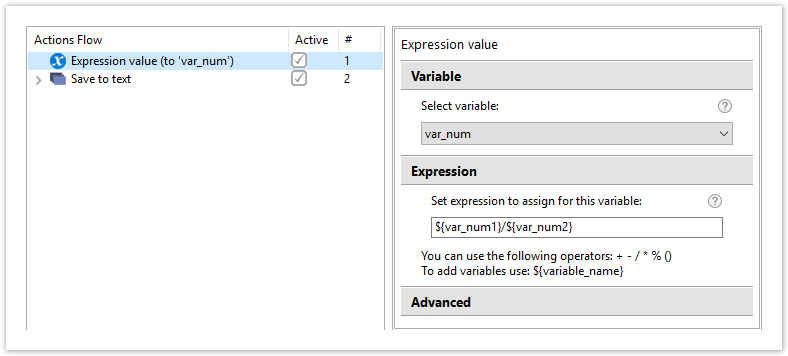 Actions Flow Active #
Expression value (to 'var_num') 1
Save to text 2
Expression value
Variable
Select variable: ?
var_num
Expression
Set expression to assign for this variable: ?
${var_num1}/${var_num2}
You can use the following operators: + - / * % ()
To add variables use: ${variable_name}
Advanced